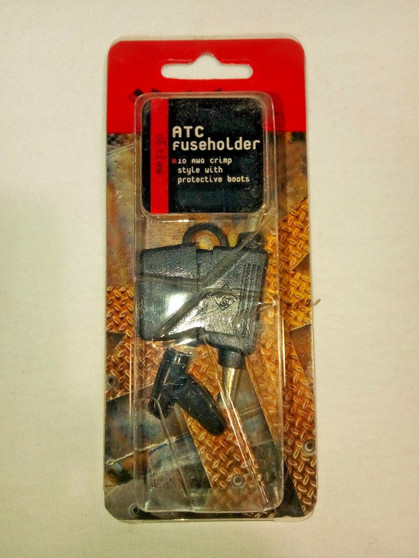 ATC
Fuseholder
10 AWG crimp
style with
protective boots